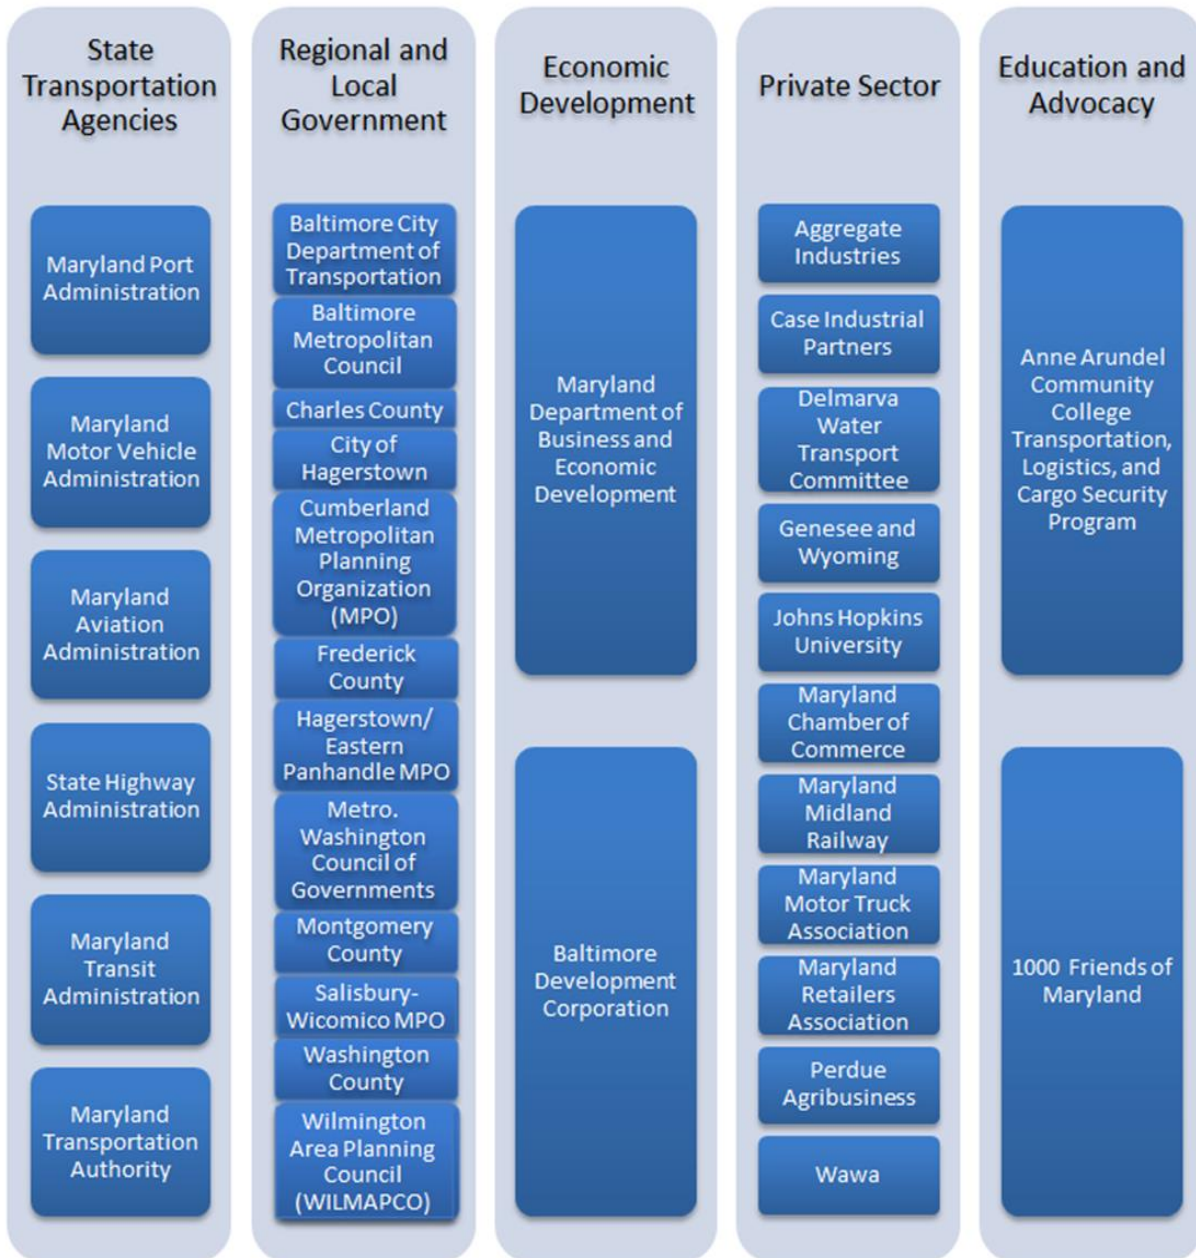 State
Transportation
Agencies
Maryland Port
Administration
Maryland
Motor Vehicle
Administration
Maryland
Aviation
Administration
State Highway
Administration
Maryland
Transit
Administration
Maryland
Transportation
Authority
Regional and
Local
Government
Baltimore City
Department of
Transportation
Baltimore
Metropolitan
Council
Charles County
City of
Hagerstown
Cumberland
Metropolitan
Planning
Organization
(MPO)
Frederick
County
Hagerstown/
Eastern
Panhandle MPO
Metro.
Washington
Council of
Governments
Montgomery
County
Salisbury-
Wicomico MPO
Washington
County
Wilmington
Area Planning
Council
(WILMAPCO)
Economic
Development
Maryland
Department of
Business and
Economic
Development
Baltimore
Development
Corporation
Private Sector
Aggregate
Industries
Case Industrial
Partners
Delmarva
Water
Transport
Committee
Genesee and
Wyoming
Johns Hopkins
University
Maryland
Chamber of
Commerce
Maryland
Midland
Railway
Maryland
Motor Truck
Association
Maryland
Retailers
Association
Perdue
Agribusiness
Wawa
Education and
Advocacy
Anne Arundel
Community
College
Transportation,
Logistics, and
Cargo Security
Program
1000 Friends of
Maryland